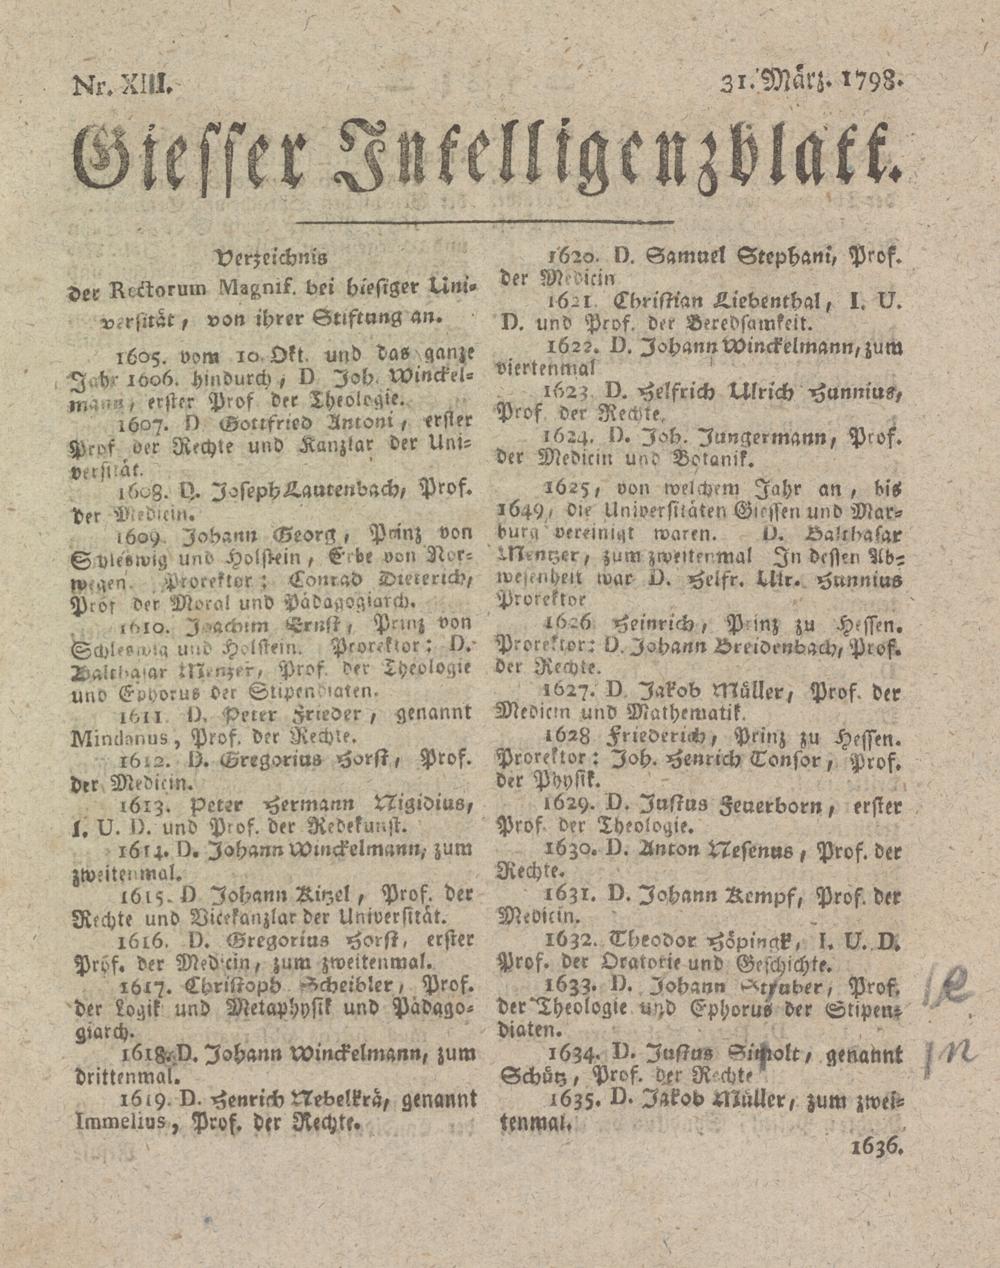 Nr. XIII.
31. März. 1798.
Giesser Intelligenzblatt.
Verzeichnis
der Rectorum Magnif. bei hiesiger Uni-
versität, von ihrer Stiftung an.
1605. vom 10. Okt. und das ganze
Jahr 1606. hindurch, D. Joh. Winckel-
mann, erster Prof der Theologie.
1607. D Gottfried Antoni, erster
Prof der Rechte und Kanzlar der Uni-
versität.
1608. D. Joseph Lautenbach, Prof.
der Medicin.
1609. Johann Georg, Prinz von
Schleswig und Holstein, Erbe von Nor-
wegen. Prorektor: Conrad Dieterich,
Prof der Moral und Pädagogiarch.
1610. Joachim Ernst, Prinz von
Schleswig und Holstein. Prorektor: D.
Balthasar Menzer, Prof. der Theologie
und Ephorus der Stipendiaten.
1611. D. Peter Frieder, genannt
Mindanus, Prof. der Rechte.
1612. D. Gregorius Horst, Prof.
der Medicin.
1613. Peter Hermann Nigidius,
I. U. D. und Prof. der Redekunst.
1614. D. Johann Winckelmann, zum
zweitenmal.
1615. D Johann Kitzel, Prof. der
Rechte und Vicekanzlar der Universität.
1616. D. Gregorius Horst, erster
Prof. der Medicin, zum zweitenmal.
1617. Christoph Scheibler, Prof.
der Logik und Metaphysik und Pädago-
giarch.
1618. D. Johann Winckelmann, zum
drittenmal.
1619. D. Henrich Nebelkrä, genannt
Immelius, Prof. der Rechte.
1620. D. Samuel Stephani, Prof.
der Medicin
1621. Christian Liebenthal, I. U.
D. und Prof. der Beredsamkeit.
1622. D. Johann Winckelmann, zum
viertenmal
1623 D. Helfrich Ulrich Hunnius,
Prof der Rechte.
1624. D. Joh. Jungermann, Prof.
der Medicin und Botanik.
1625, von welchem Jahr an, bis
1649, die Universitäten Giessen und Mar-
burg vereinigt waren. D. Balthasar
Mentzer, zum zweitenmal In dessen Ab-
wesenheit war D. Helfr. Ulr. Hunnius
Prorektor
1626 Heinrich, Prinz zu Hessen.
Prorektor: D. Johann Breidenbach, Prof.
der Rechte.
1627. D. Jakob Müller, Prof. der
Medicin und Mathematik.
1628 Friederich, Prinz zu Hessen.
Prorektor: Joh. Henrich Tonsor, Prof.
der Physik.
1629. D. Justus Feuerborn, erster
Prof. der Theologie.
1630. D. Anton Nesenus, Prof. der
Rechte.
1631. D. Johann Kempf, Prof. der
Medicin.
1632. Theodor Höpingk, I. U. D.
Prof. der Oratorie und Geschichte.
1633. D. Johann Prof.
der Theologie und Ephorus der Stipen-
diaten.
1634. D. Justus genannt
Schütz, Prof. der Rechte
1635. D. Jakob Müller, zum zwei-
tenmal.
1636.
e
n